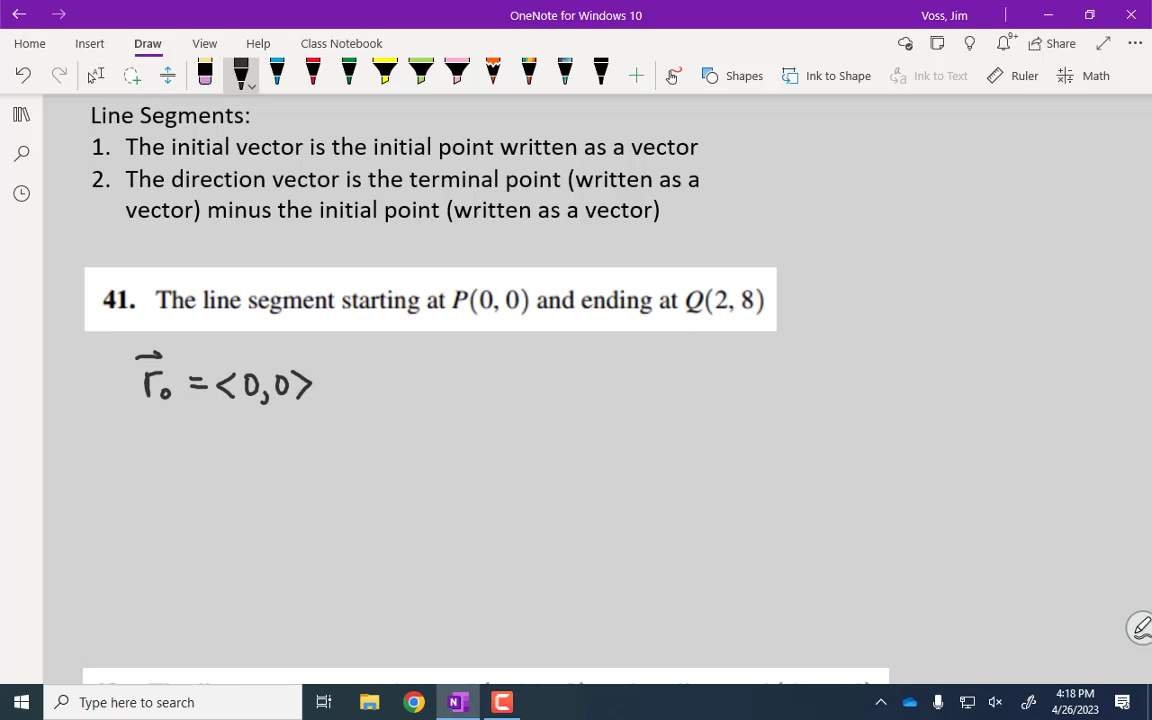 OneNote for Windows 10
Voss, Jim
Home Insert Draw View Help Class Notebook
9+
Share
Shapes Ink to Shape Ink to Text Ruler Math
Line Segments:
1. The initial vector is the initial point written as a vector
2. The direction vector is the terminal point (written as a
vector) minus the initial point (written as a vector)
41. The line segment starting at P(0, 0) and ending at Q(2, 8)
r⃗₀ = <0,0>
Type here to search
4:18 PM
4/26/2023